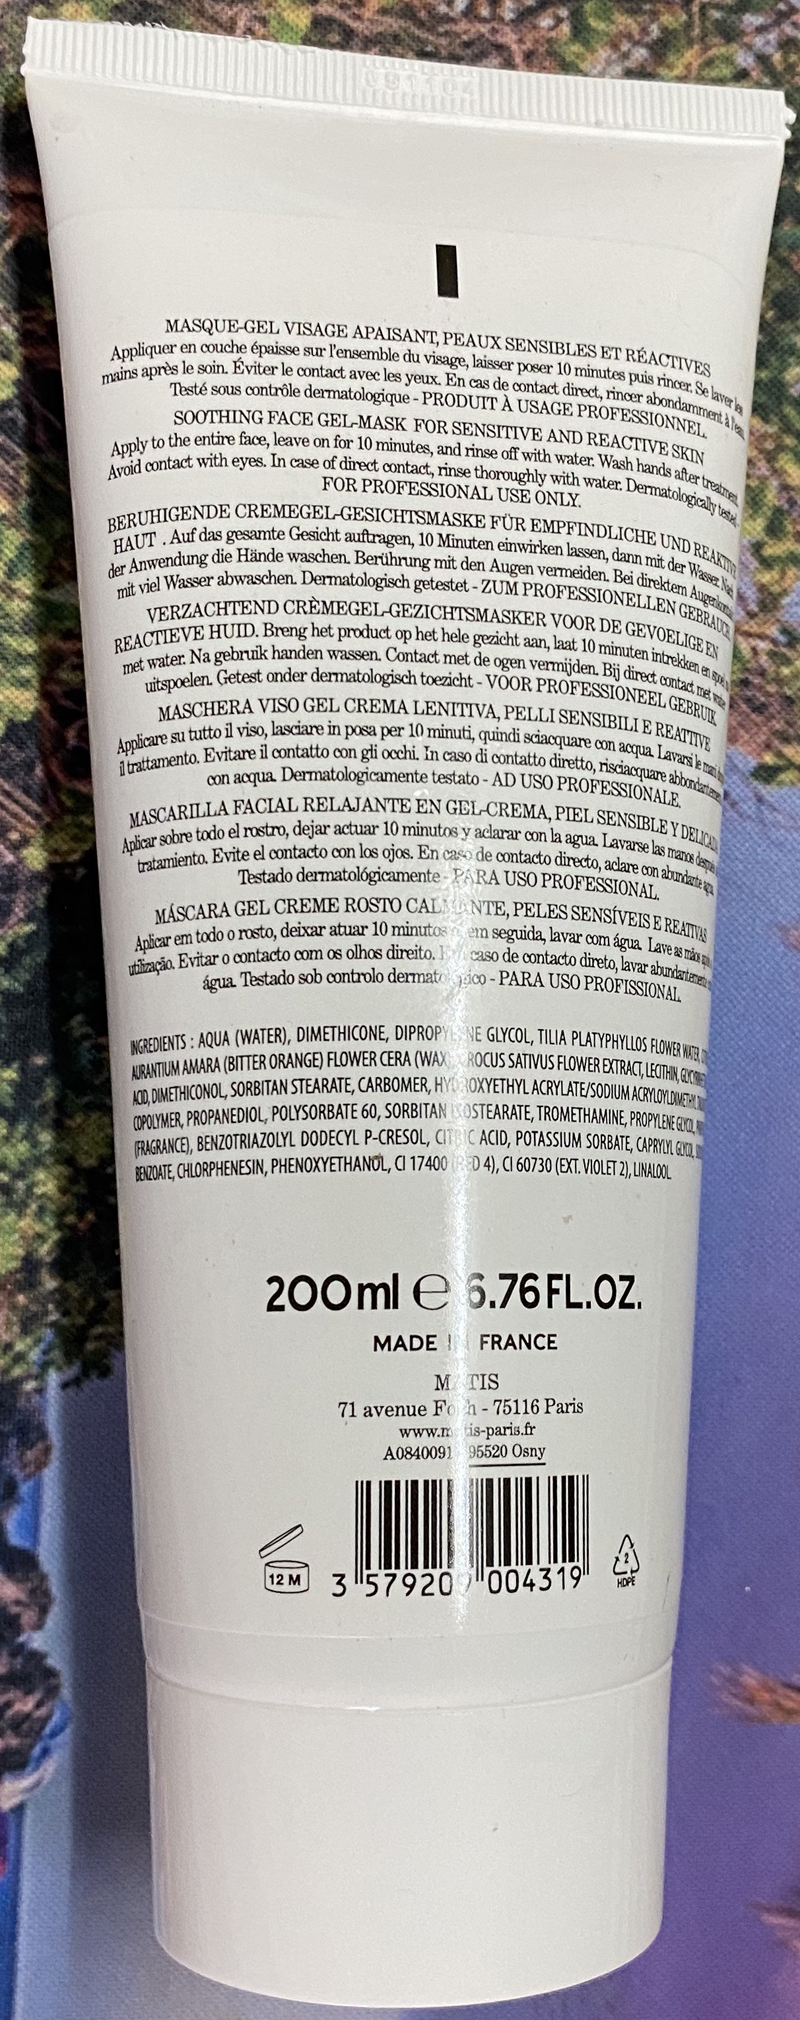 MASQUE-GEL VISAGE APAISANT, PEAUX SENSIBLES ET RÉACTIVES
Appliquer en couche épaisse sur l'ensemble du visage, laisser poser 10 minutes puis rincer. Se laver les
mains après le soin. Éviter le contact avec les yeux. En cas de contact direct, rincer abondamment à l'eau.
Testé sous contrôle dermatologique - PRODUIT À USAGE PROFESSIONNEL.
SOOTHING FACE GEL-MASK FOR SENSITIVE AND REACTIVE SKIN
Apply to the entire face, leave on for 10 minutes, and rinse off with water. Wash hands after treatment.
Avoid contact with eyes. In case of direct contact, rinse thoroughly with water. Dermatologically tested
FOR PROFESSIONAL USE ONLY.
BERUHIGENDE CREMEGEL-GESICHTSMASKE FÜR EMPFINDLICHE UND REAKTIVE
HAUT . Auf das gesamte Gesicht auftragen, 10 Minuten einwirken lassen, dann mit der Wasser. Nach
der Anwendung die Hände waschen. Berührung mit den Augen vermeiden. Bei direktem Augenkontakt
mit viel Wasser abwaschen. Dermatologisch getestet - ZUM PROFESSIONELLEN GEBRAUCH
VERZACHTEND CRÈMEGEL-GEZICHTSMASKER VOOR DE GEVOELIGE EN
REACTIEVE HUID. Breng het product op het hele gezicht aan, laat 10 minuten intrekken en spoel
met water. Na gebruik handen wassen. Contact met de ogen vermijden. Bij direct contact met water
uitspoelen. Getest onder dermatologisch toezicht - VOOR PROFESSIONEEL GEBRUIK
MASCHERA VISO GEL CREMA LENITIVA, PELLI SENSIBILI E REATTIVE
Applicare su tutto il viso, lasciare in posa per 10 minuti, quindi sciacquare con acqua. Lavarsi le mani
il trattamento. Evitare il contatto con gli occhi. In caso di contatto diretto, risciacquare abbondantemente
con acqua. Dermatologicamente testato - AD USO PROFESSIONALE.
MASCARILLA FACIAL RELAJANTE EN GEL-CREMA, PIEL SENSIBLE Y DELICADA
Aplicar sobre todo el rostro, dejar actuar 10 minutos y aclarar con la agua. Lavarse las manos después
tratamiento. Evite el contacto con los ojos. En caso de contacto directo, aclare con abundante agua
Testado dermatológicamente - PARA USO PROFESSIONAL.
MÁSCARA GEL CREME ROSTO CALMANTE, PELES SENSÍVEIS E REATIVAS
Aplicar em todo o rosto, deixar atuar 10 minutos e, em seguida, lavar com água. Lave as mãos após
utilização. Evitar o contacto com os olhos direito. Em caso de contacto direto, lavar abundantemente
água. Testado sob controlo dermatológico - PARA USO PROFISSIONAL.
INGREDIENTS : AQUA (WATER), DIMETHICONE, DIPROPYLENE GLYCOL, TILIA PLATYPHYLLOS FLOWER WATER,
AURANTIUM AMARA (BITTER ORANGE) FLOWER CERA (WAX), CROCUS SATIVUS FLOWER EXTRACT, LECITHIN,
ACID, DIMETHICONOL, SORBITAN STEARATE, CARBOMER, HYDROXYETHYL ACRYLATE/SODIUM ACRYLOYLDIMETHYL
COPOLYMER, PROPANEDIOL, POLYSORBATE 60, SORBITAN ISOSTEARATE, TROMETHAMINE, PROPYLENE GLYCOL,
(FRAGRANCE), BENZOTRIAZOLYL DODECYL P-CRESOL, CITRIC ACID, POTASSIUM SORBATE, CAPRYLYL GLYCOL,
BENZOATE, CHLORPHENESIN, PHENOXYETHANOL, CI 17400 (RED 4), CI 60730 (EXT. VIOLET 2), LINALOOL.
200ml e 6.76FL.OZ.
MADE IN FRANCE
MATIS
71 avenue Foch - 75116 Paris
www.matis-paris.fr
A0840091 95520 Osny
12 M
3 579200 004319
2
HDPE